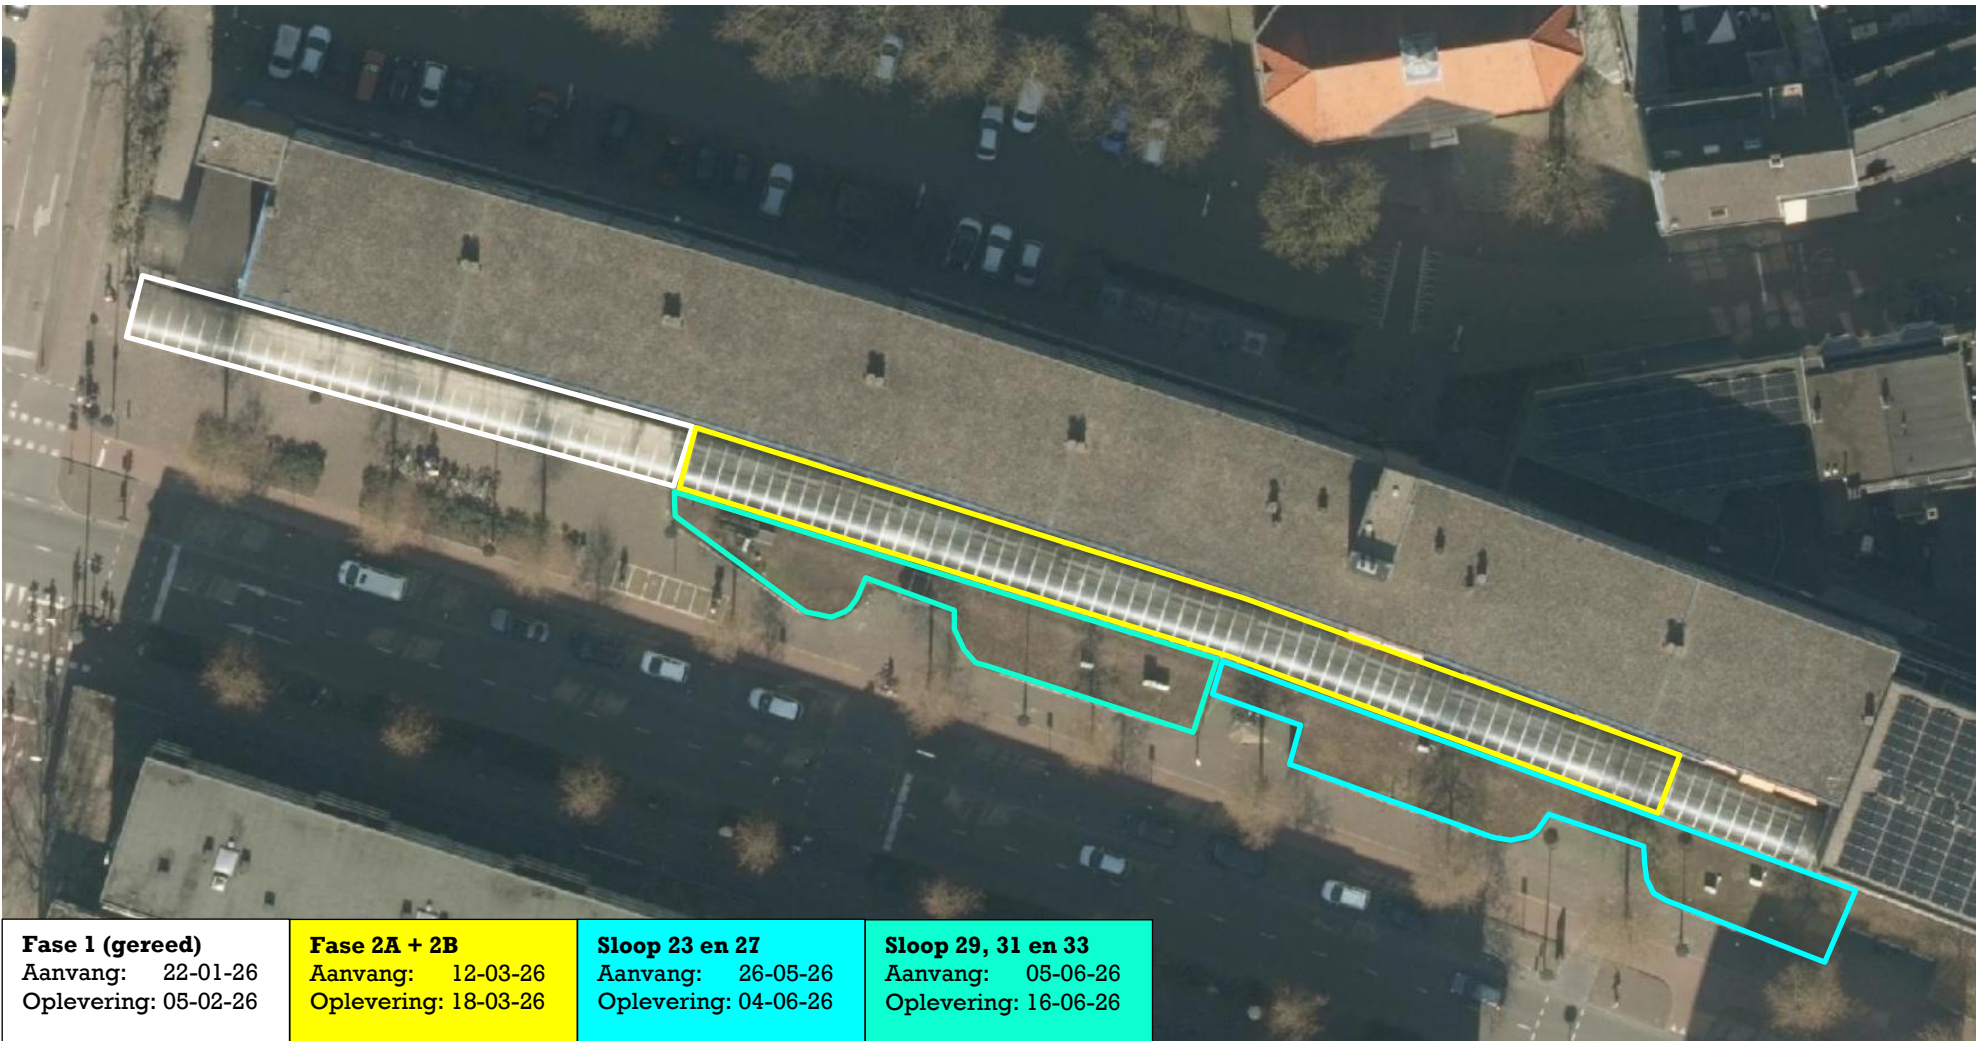 Fase 1 (gereed)
Aanvang: 22-01-26
Oplevering: 05-02-26
Fase 2A + 2B
Aanvang: 12-03-26
Oplevering: 18-03-26
Sloop 23 en 27
Aanvang: 26-05-26
Oplevering: 04-06-26
Sloop 29, 31 en 33
Aanvang: 05-06-26
Oplevering: 16-06-26